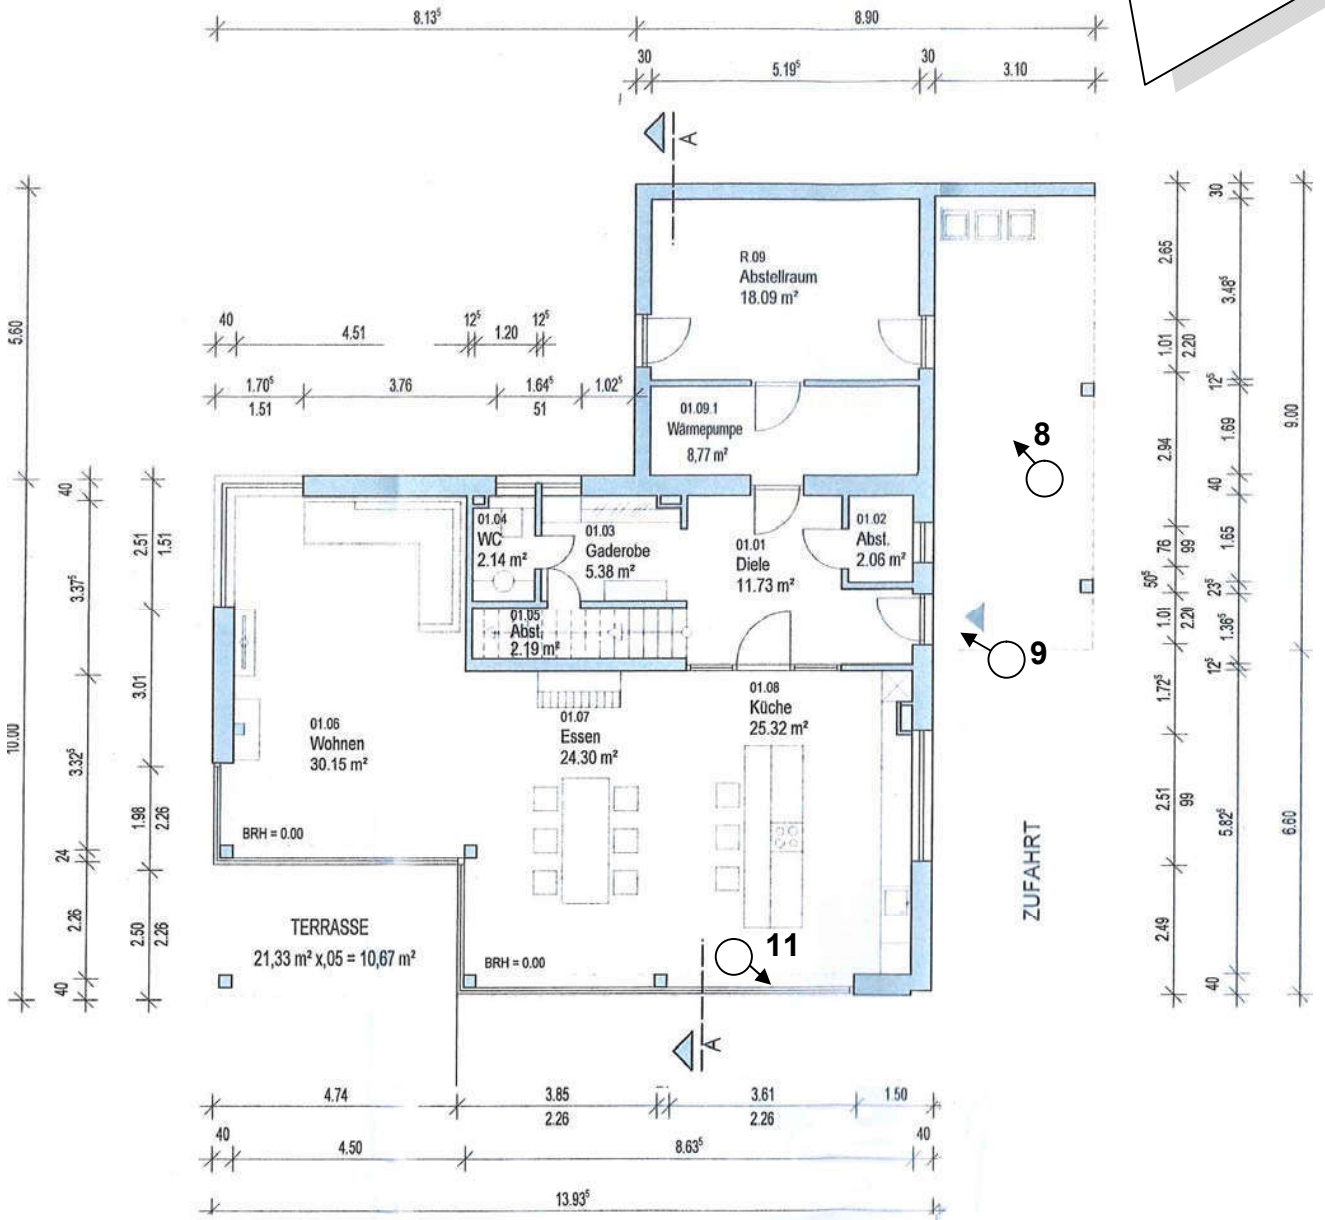 8.13⁵ 8.90
30 5.19⁵ 30 3.10
A
R.09
Abstellraum
18.09 m²
40 4.51 12⁵ 1.20 12⁵
1.70⁵ 3.76 1.64⁵ 1.02⁵
1.51 51
01.09.1
Wärmepumpe
8,77 m²
8
01.04
WC
2.14 m²
01.03
Gaderobe
5.38 m²
01.01
Diele
11.73 m²
01.02
Abst.
2.06 m²
01.05
Abst.
2.19 m²
9
01.06
Wohnen
30.15 m²
01.07
Essen
24.30 m²
01.08
Küche
25.32 m²
BRH = 0.00
TERRASSE
21,33 m² x,05 = 10,67 m²
BRH = 0.00
11
A
ZUFAHRT
5.60
10.00
40
3.37⁵
3.32⁵
24
2.26
40
2.51
1.51
3.01
1.98
2.26
2.50
2.26
2.65
1.01
2.20
2.94
76
99
50⁵
1.01
2.20
1.72⁵
2.51
99
2.49
30
3.48⁵
12⁵
1.69
40
1.65
23⁵
1.36⁵
12⁵
5.82⁵
40
9.00
6.60
4.74 3.85 3.61 1.50
2.26 2.26
40 4.50 8.63⁵ 40
13.93⁵